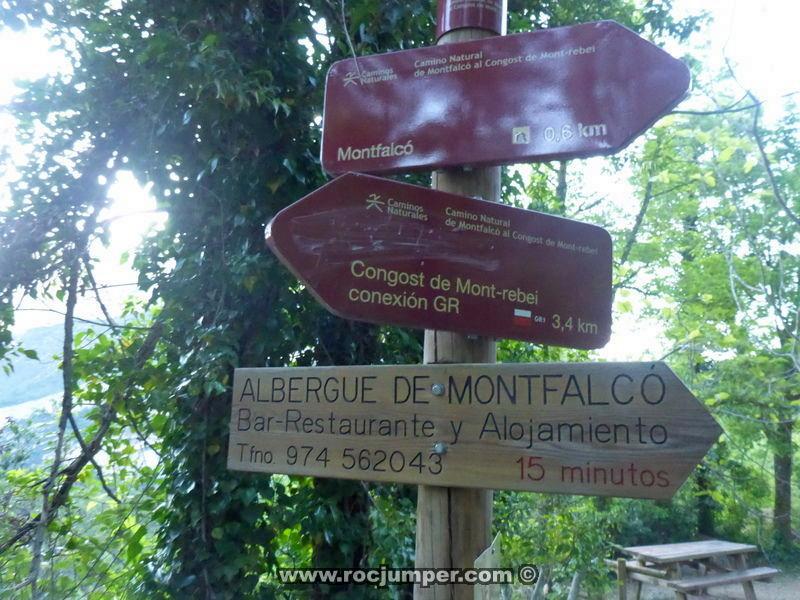 Caminos
Naturales
Camino Natural
de Montfalcó al Congost de Mont-rebei
Montfalcó
0,6 km
Caminos
Naturales
Camino Natural
de Montfalcó al Congost de Mont-rebei
Congost de Mont-rebei
conexión GR
GR1
3,4 km
ALBERGUE DE MONTFALCÓ
Bar-Restaurante y Alojamiento
Tfno. 974 562043
15 minutos
www.rocjumper.com ©